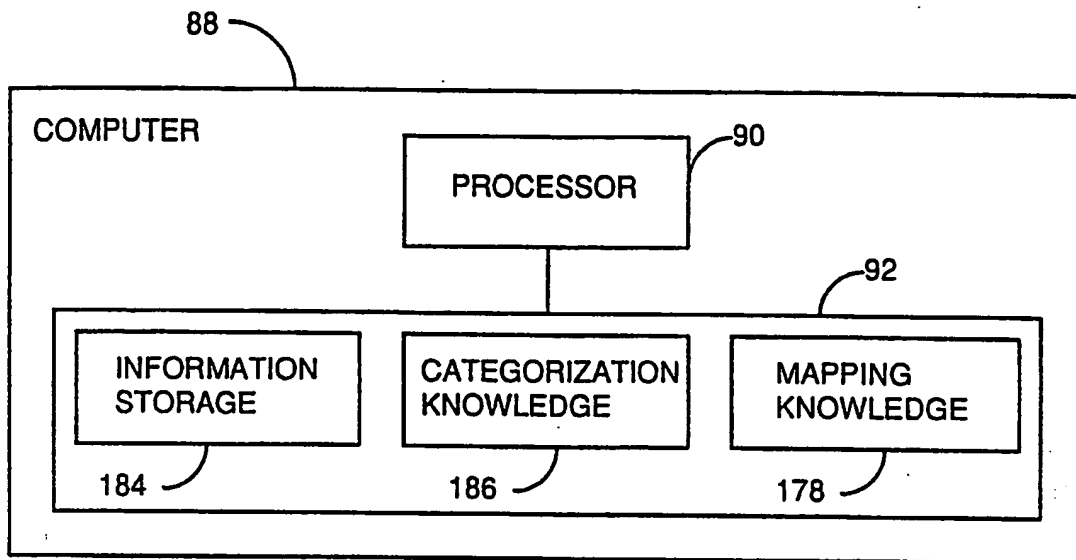 88
COMPUTER
90
PROCESSOR
92
INFORMATION
STORAGE
CATEGORIZATION
KNOWLEDGE
MAPPING
KNOWLEDGE
184
186
178